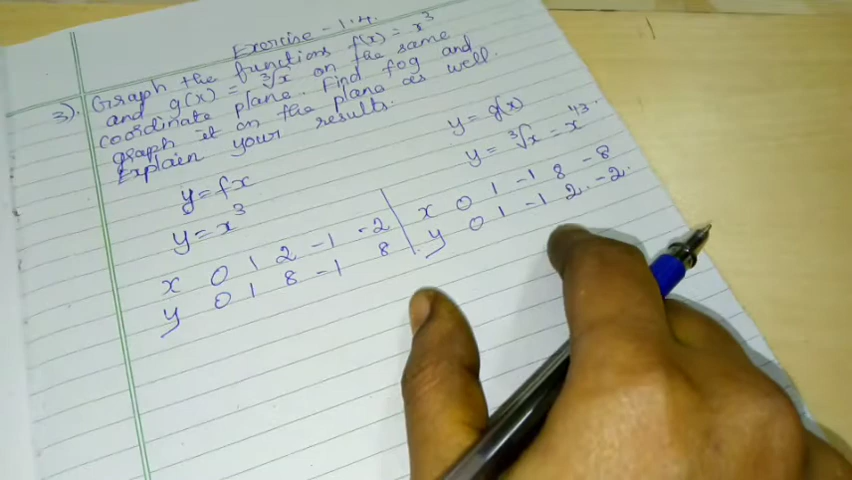 Exercise - 1.4.
3). Graph the functions f(x) = x³
and g(x) = ∛x on the same
coordinate plane. Find fog and
graph it on the plane as well.
Explain your results.
y = fx
y = x³
x 0 1 2 -1 -2
y 0 1 8 -1 8
y = g(x)
y = ∛x = x^1/3.
x 0 1 -1 8 -8
y 0 1 -1 2. -2.